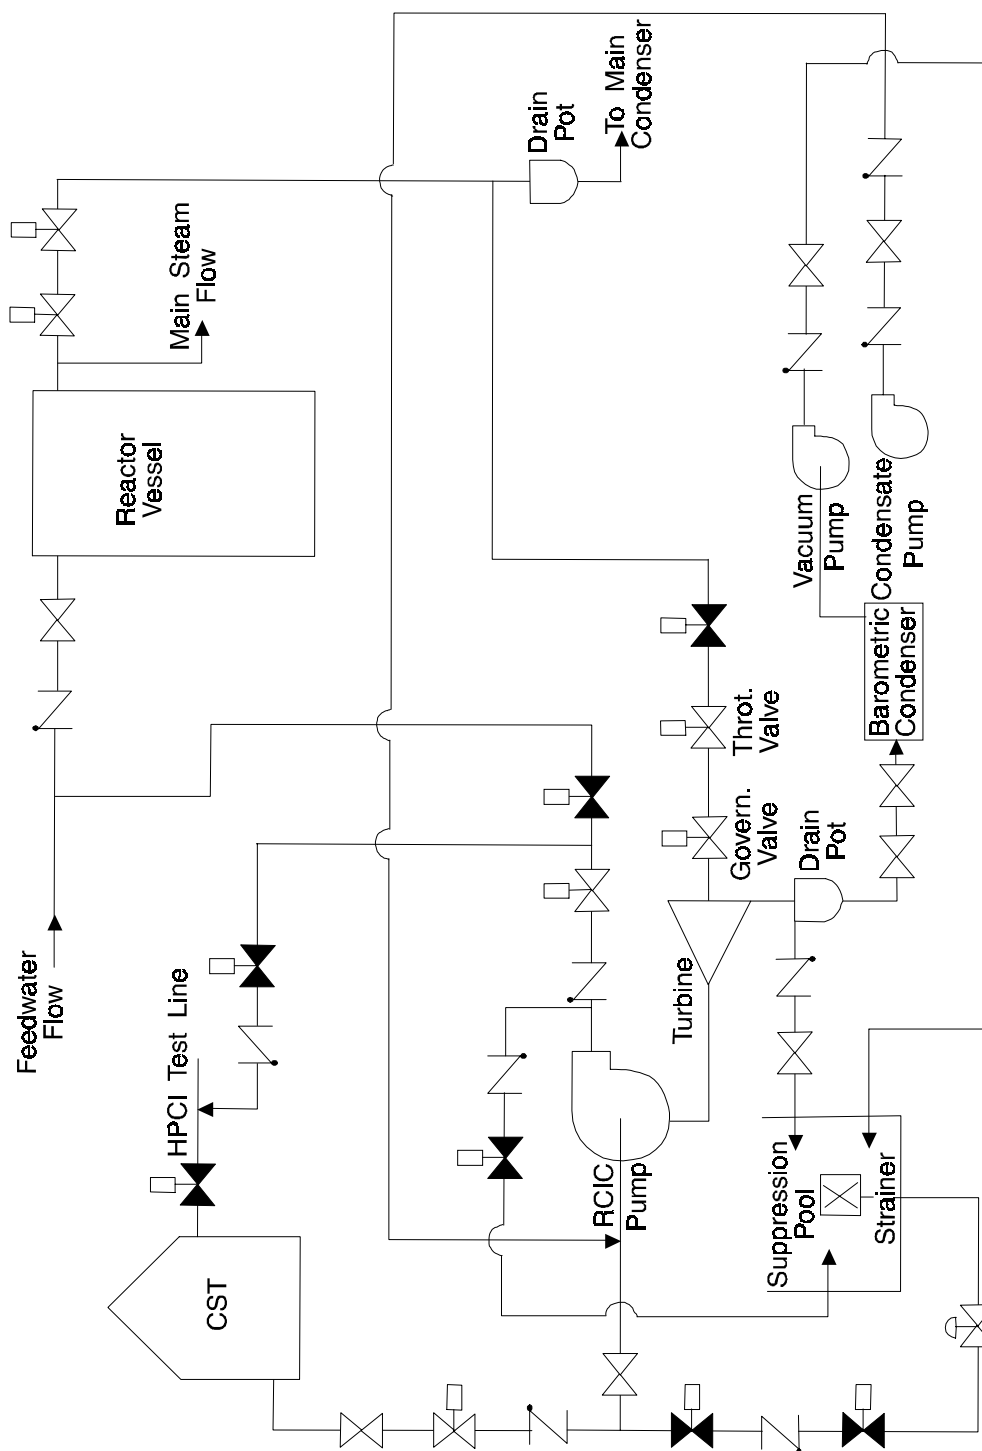 Feedwater
Flow
Reactor
Vessel
HPCI Test Line
Main Steam
Flow
CST
Drain
Pot
To Main
Condenser
RCIC
Pump
Turbine
Govern.
Valve
Throt.
Valve
Suppression
Pool
Drain
Pot
Vacuum
Pump
Strainer
Barometric
Condenser
Condensate
Pump